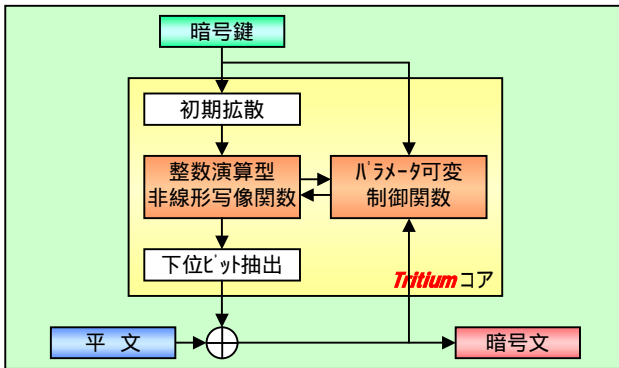 暗号鍵
初期拡散
整数演算型
非線形写像関数
ﾊﾟﾗﾒｰﾀ可変
制御関数
下位ﾋﾞｯﾄ抽出
Tritiumコア
平 文
暗号文